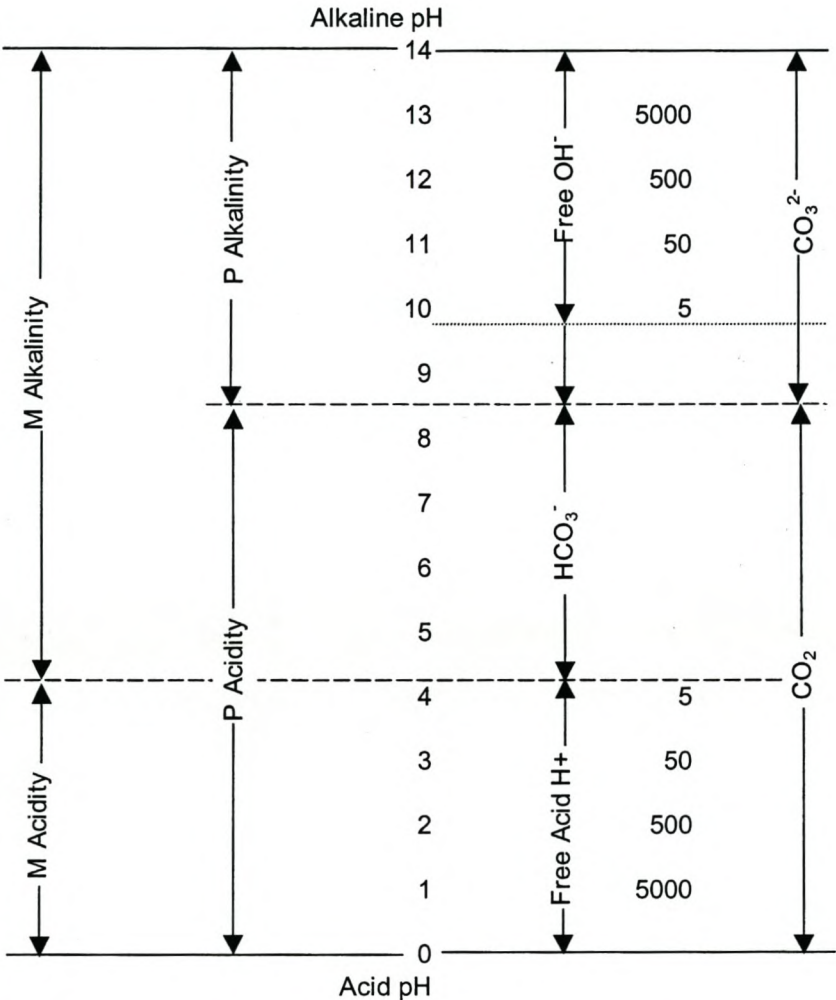 Alkaline pH
14
13 5000
12 500
11 50
10 5
9
8
7
6
5
4 5
3 50
2 500
1 5000
0
Acid pH
M Alkalinity
M Acidity
P Alkalinity
P Acidity
Free OH⁻
HCO₃⁻
Free Acid H+
CO₃²⁻
CO₂